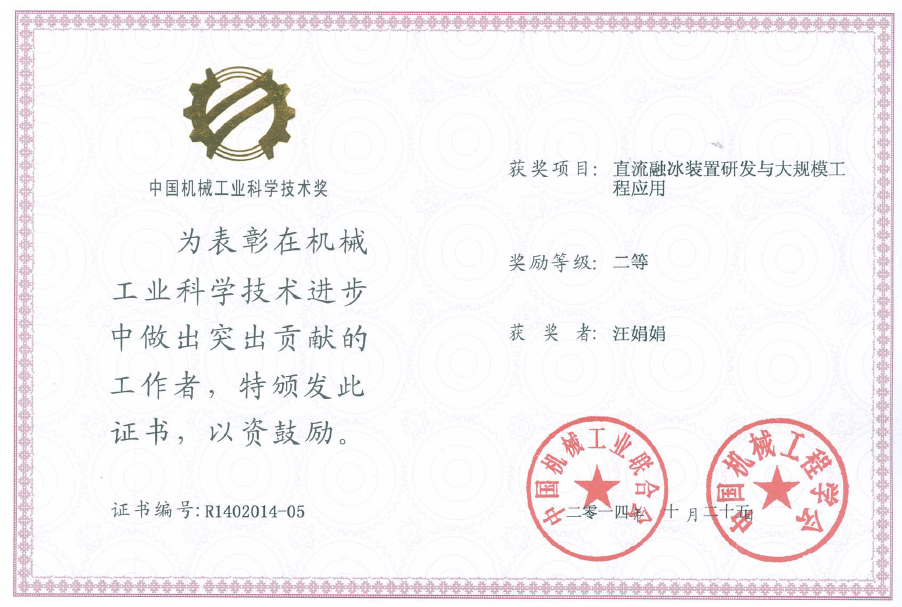 中国机械工业科学技术奖
为表彰在机械
工业科学技术进步
中做出突出贡献的
工作者，特颁发此
证书，以资鼓励。
证书编号:R1402014-05
获奖项目：直流融冰装置研发与大规模工
程应用
奖励等级：二等
获奖者：汪娟娟
中国机械工业联合会
中国机械工程学会
二零一四年 十月二十五日